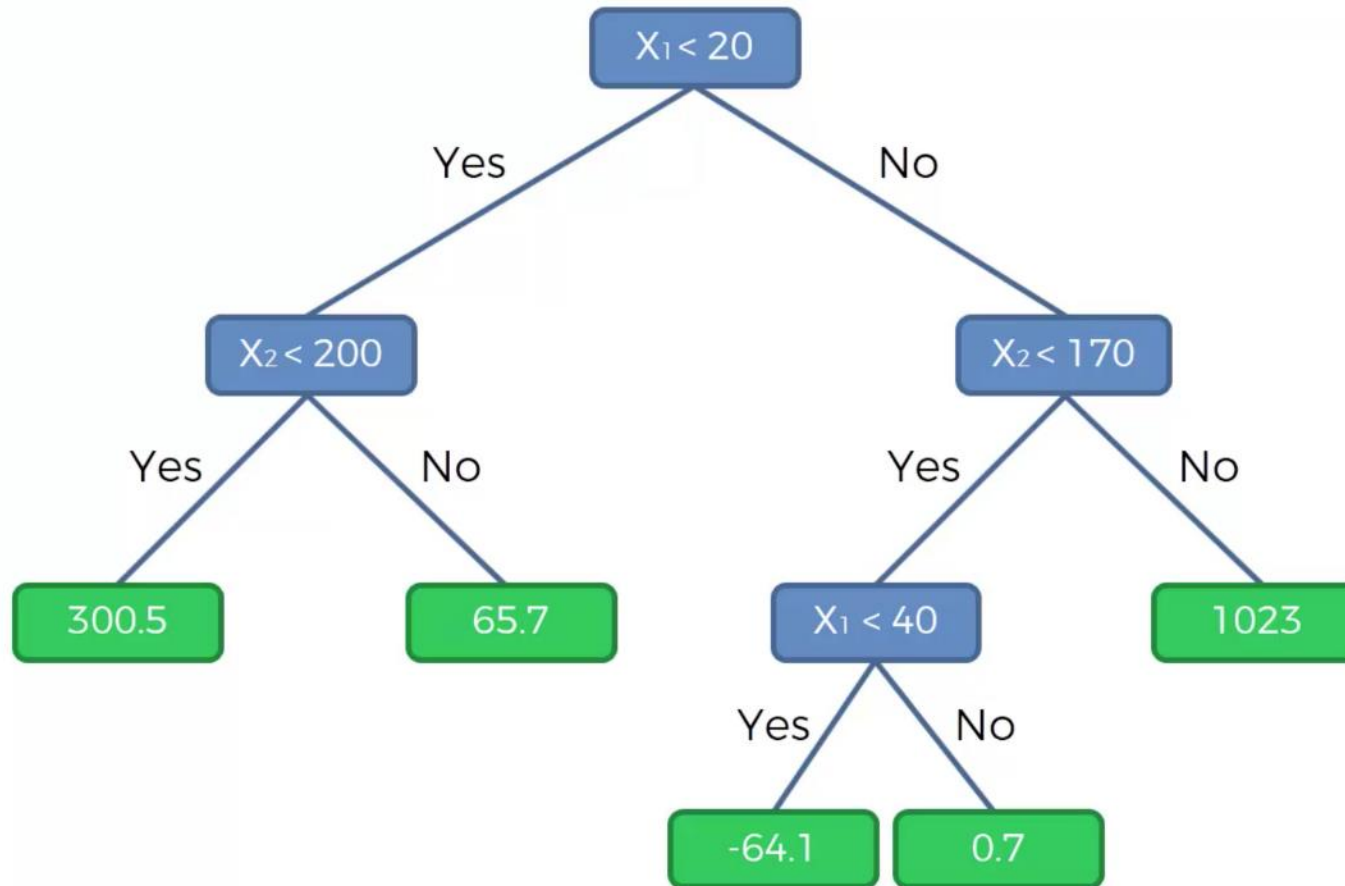 X₁ < 20
Yes
No
X₂ < 200
X₂ < 170
Yes
No
Yes
No
300.5
65.7
X₁ < 40
1023
Yes
No
-64.1
0.7